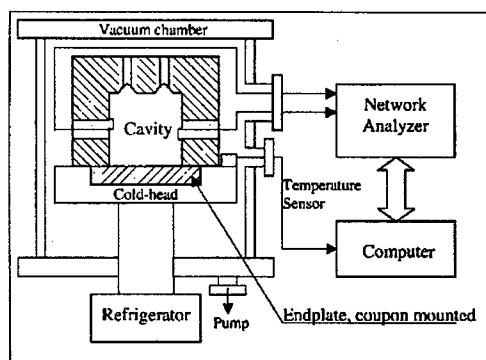 Vacuum chamber
Cavity
Network
Analyzer
Temperature
Sensor
Cold-head
Computer
Refrigerator
Pump
Endplate, coupon mounted